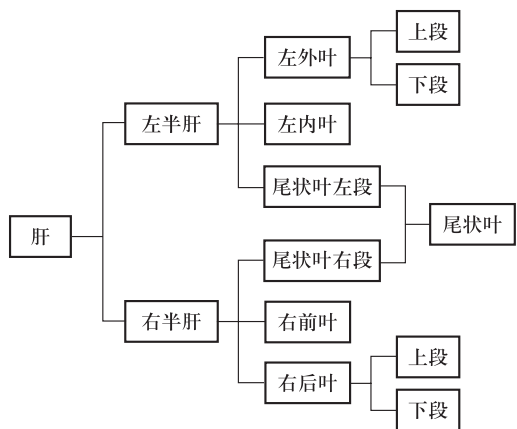 肝
左半肝
左外叶
上段
下段
左内叶
尾状叶左段
尾状叶右段
尾状叶
右半肝
右前叶
右后叶
上段
下段